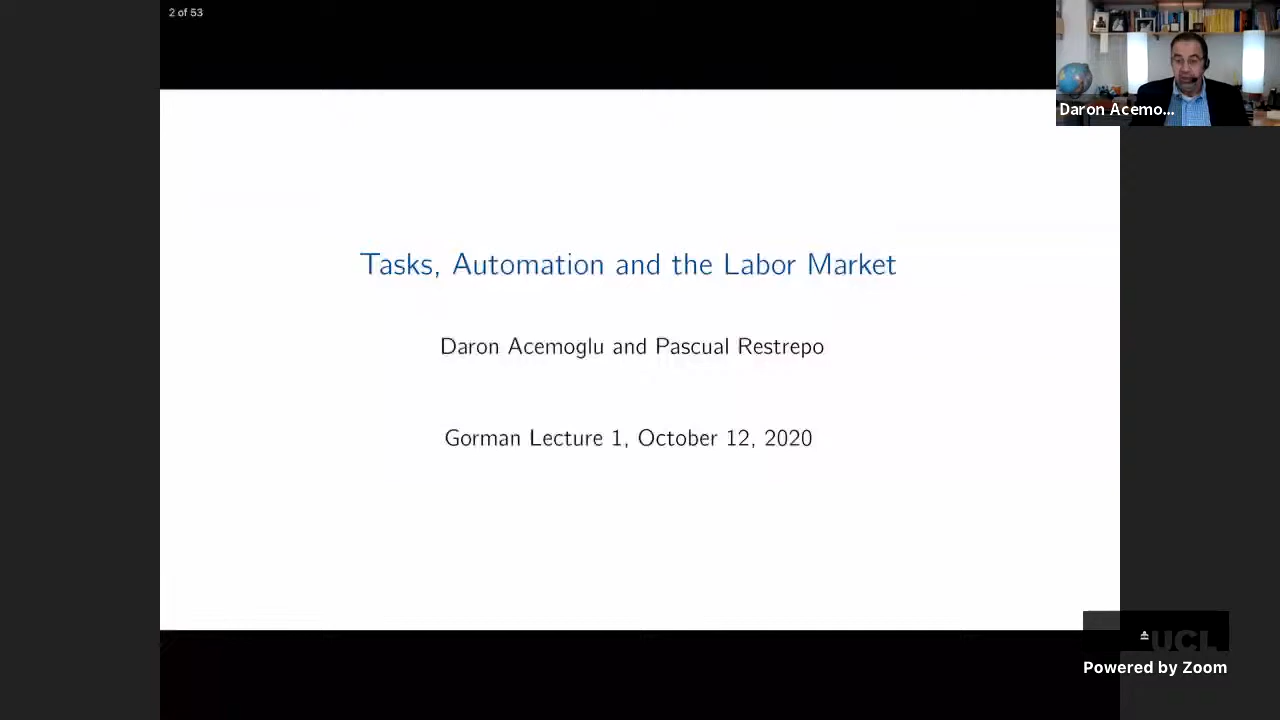 2 of 53
Daron Acemo...
Tasks, Automation and the Labor Market
Daron Acemoglu and Pascual Restrepo
Gorman Lecture 1, October 12, 2020
UCL
Powered by Zoom